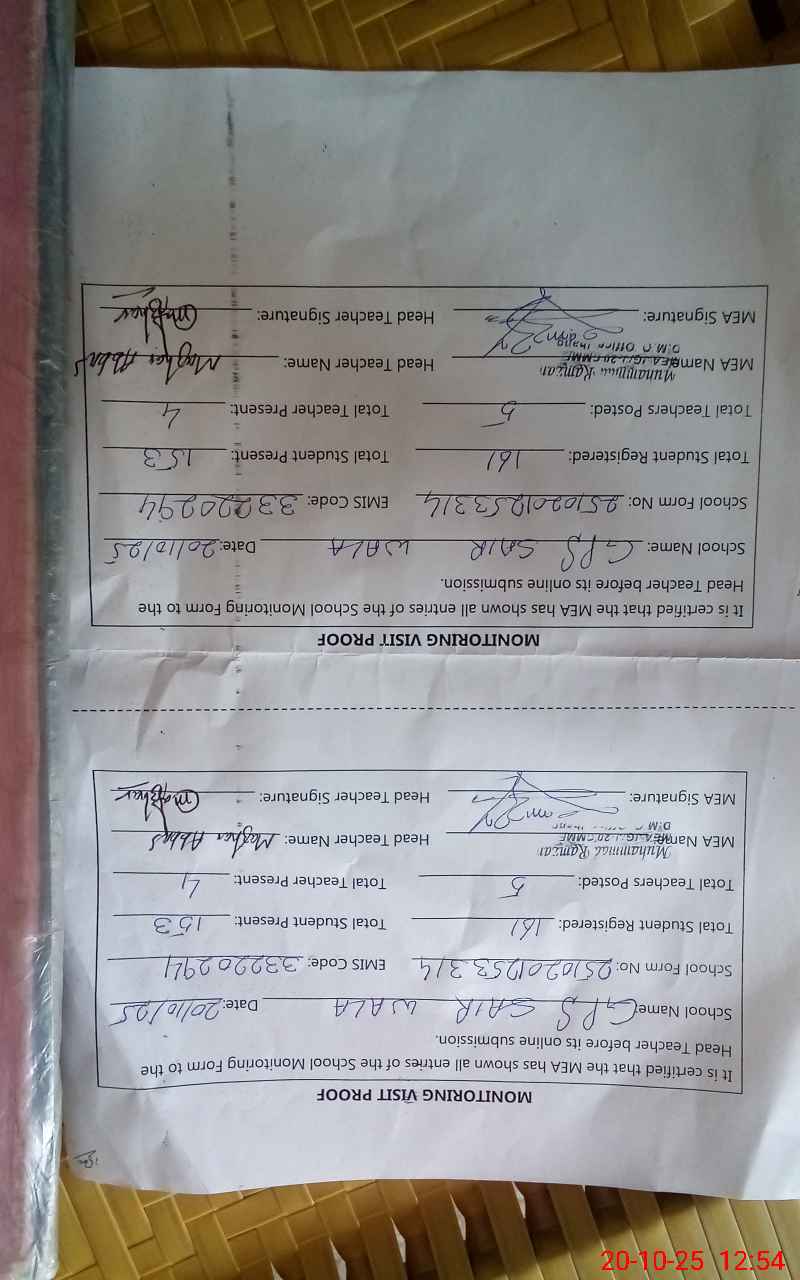 MONITORING VISIT PROOF
It is certified that the MEA has shown all entries of the School Monitoring Form to the
Head Teacher before its online submission.
School Name: GPS SAIR WALA Date: 20/10/25
School Form No: 2510201253314 EMIS Code: 33220294
Total Student Registered: 161 Total Student Present: 153
Total Teachers Posted: 5 Total Teacher Present: 4
MEA Name: Muhammad Ramzan Head Teacher Name: Mazhar Abbas
MEA Signature: Head Teacher Signature: Mazhar
MONITORING VISIT PROOF
It is certified that the MEA has shown all entries of the School Monitoring Form to the
Head Teacher before its online submission.
School Name: GPS SAIR WALA Date: 20/10/25
School Form No: 2510201253314 EMIS Code: 33220294
Total Student Registered: 161 Total Student Present: 153
Total Teachers Posted: 5 Total Teacher Present: 4
MEA Name: Muhammad Ramzan Head Teacher Name: Mazhar Abbas
D.M.O Office
MEA Signature: Head Teacher Signature: Mazhar
20-10-25 12:54